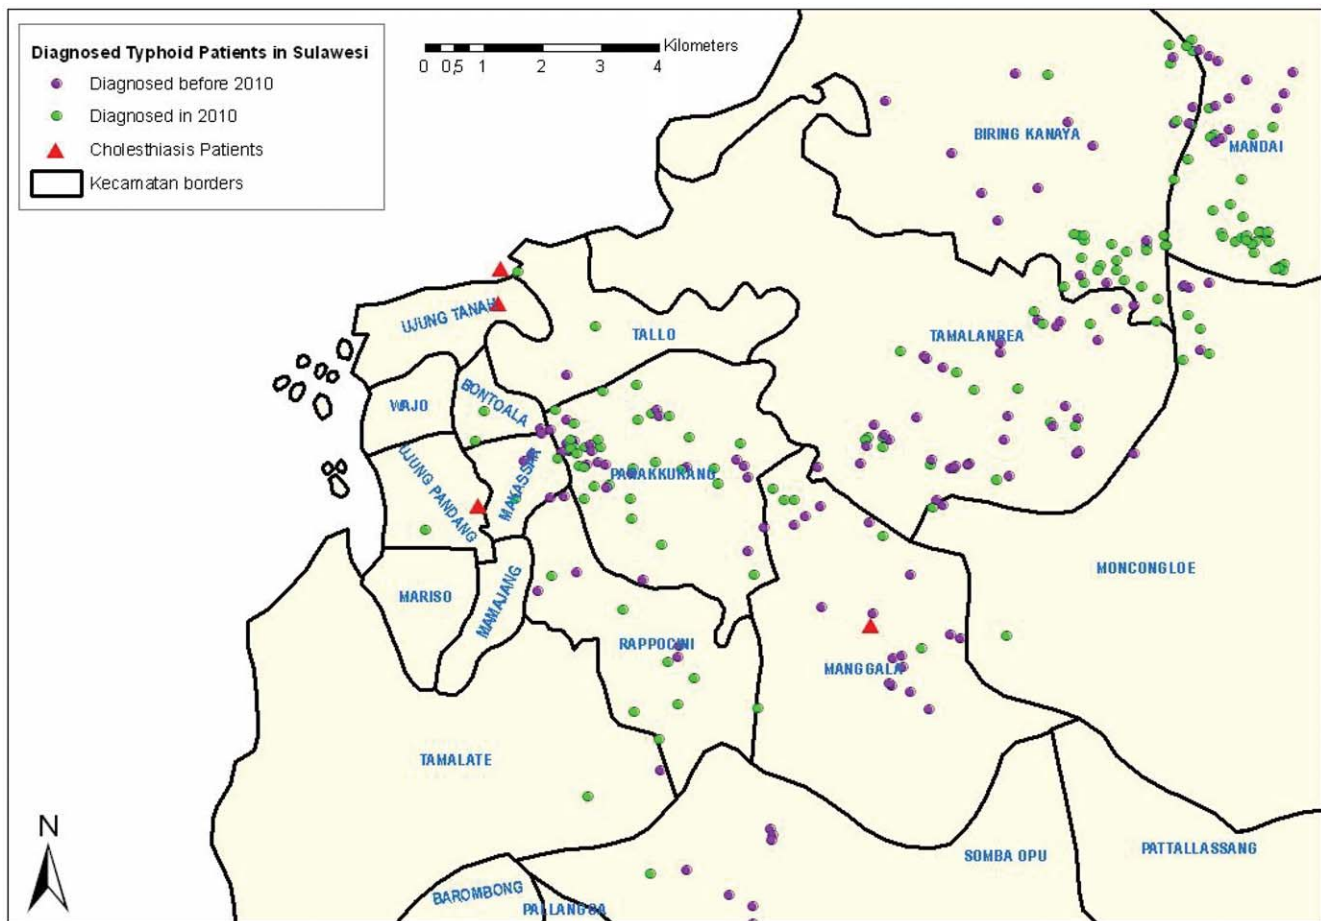 Diagnosed Typhoid Patients in Sulawesi
Diagnosed before 2010
Diagnosed in 2010
Cholesthiasis Patients
Kecamatan borders
Kilometers
0 0,5 1 2 3 4
BIRING KANAYA
MANDAI
UJUNG TANAH
TALLO
TAMALANREA
WAJO
BONTOALA
UJUNG PANDANG
MAKASSAR
PANAKKUKANG
MONCONGLOE
MARISO
MAMAJANG
RAPPOCINI
MANGGALA
TAMALATE
N
SOMBA OPU
PATTALLASSANG
BAROMBONG
PALLANGGA